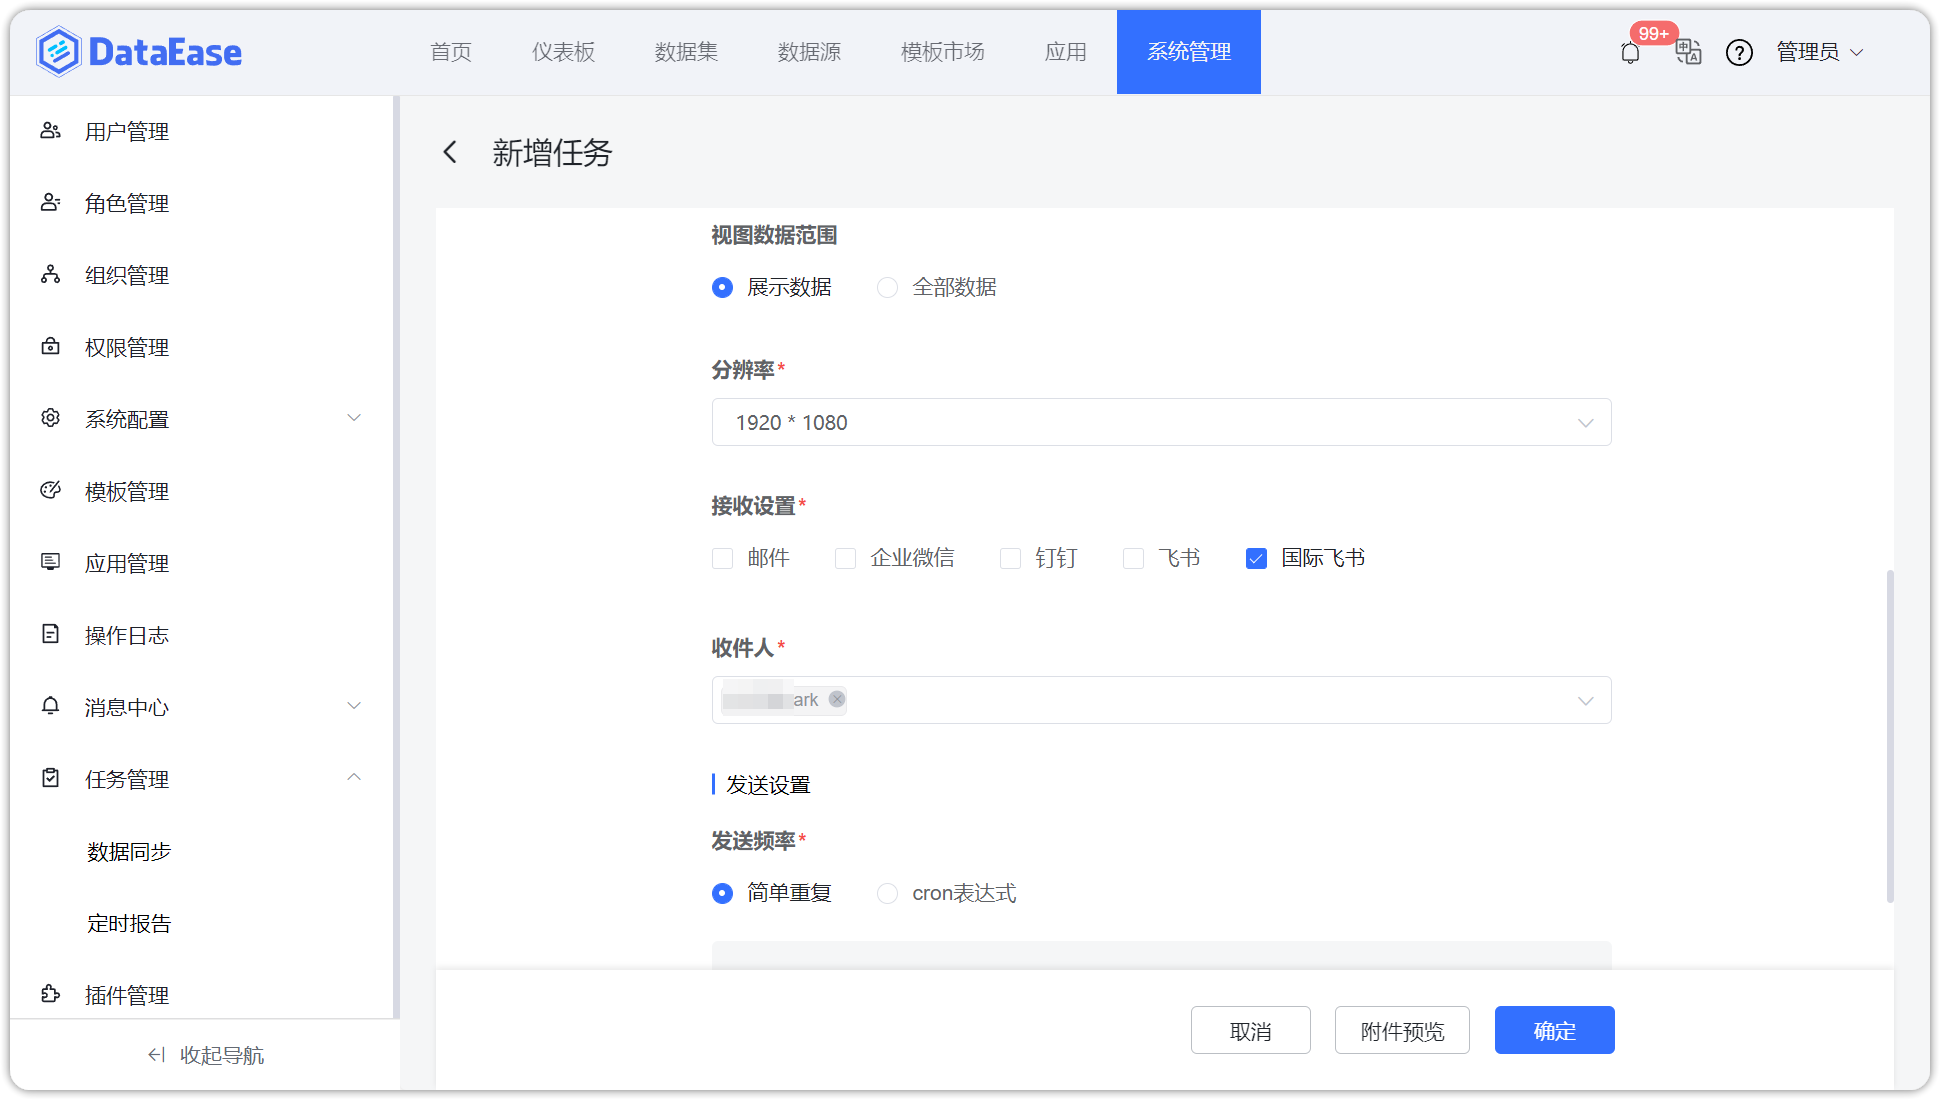 DataEase
首页
仪表板
数据集
数据源
模板市场
应用
系统管理
99+
管理员
用户管理
角色管理
组织管理
权限管理
系统配置
模板管理
应用管理
操作日志
消息中心
任务管理
数据同步
定时报告
插件管理
收起导航
新增任务
视图数据范围
展示数据 全部数据
分辨率*
1920 * 1080
接收设置*
邮件 企业微信 钉钉 飞书 国际飞书
收件人*
ark
发送设置
发送频率*
简单重复 cron表达式
取消 附件预览 确定